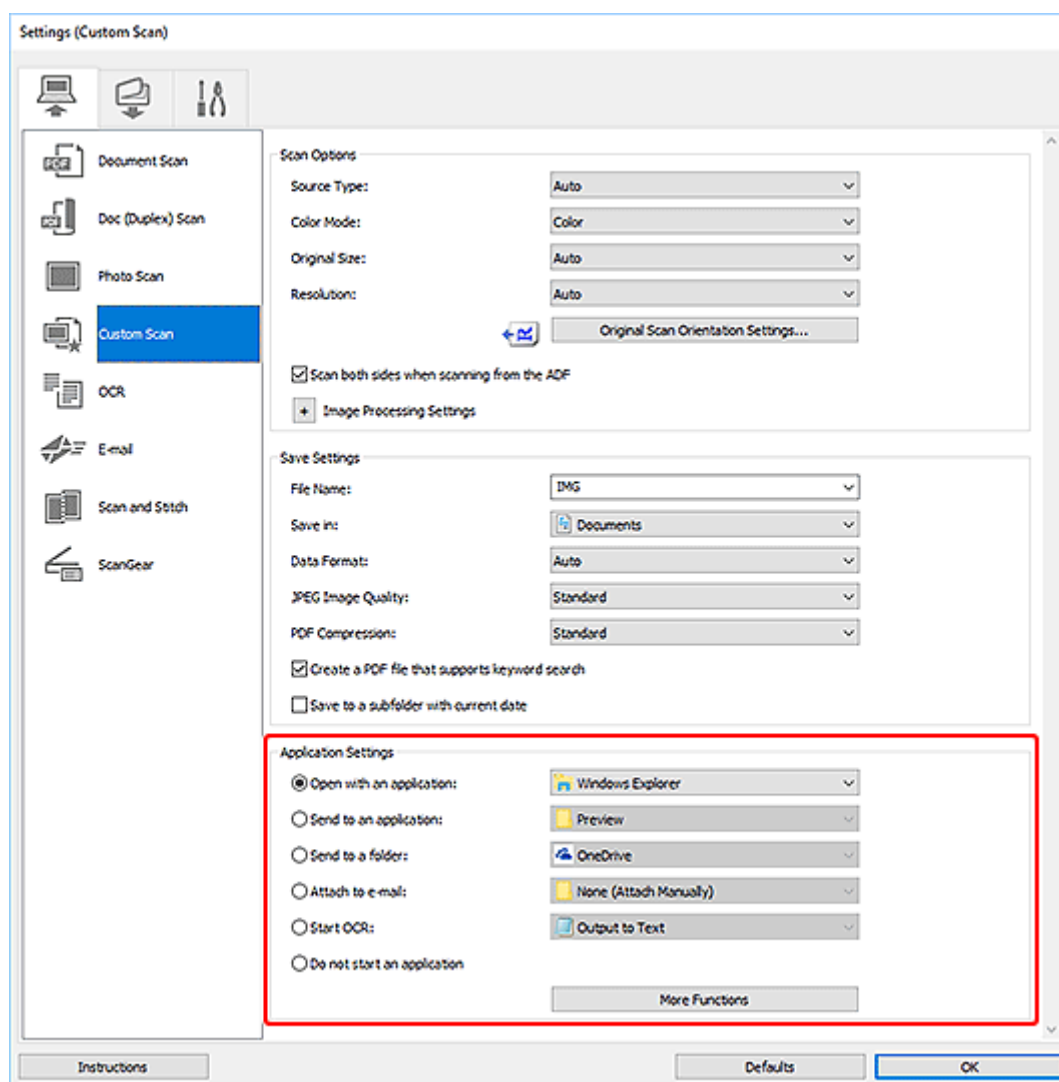 Settings (Custom Scan)
Document Scan
Doc (Duplex) Scan
Photo Scan
Custom Scan
OCR
E-mail
Scan and Stitch
ScanGear
Scan Options
Source Type: Auto
Color Mode: Color
Original Size: Auto
Resolution: Auto
Original Scan Orientation Settings...
Scan both sides when scanning from the ADF
+ Image Processing Settings
Save Settings
File Name: IMG
Save in: Documents
Data Format: Auto
JPEG Image Quality: Standard
PDF Compression: Standard
Create a PDF file that supports keyword search
Save to a subfolder with current date
Application Settings
Open with an application: Windows Explorer
Send to an application: Preview
Send to a folder: OneDrive
Attach to e-mail: None (Attach Manually)
Start OCR: Output to Text
Do not start an application
More Functions
Instructions Defaults OK